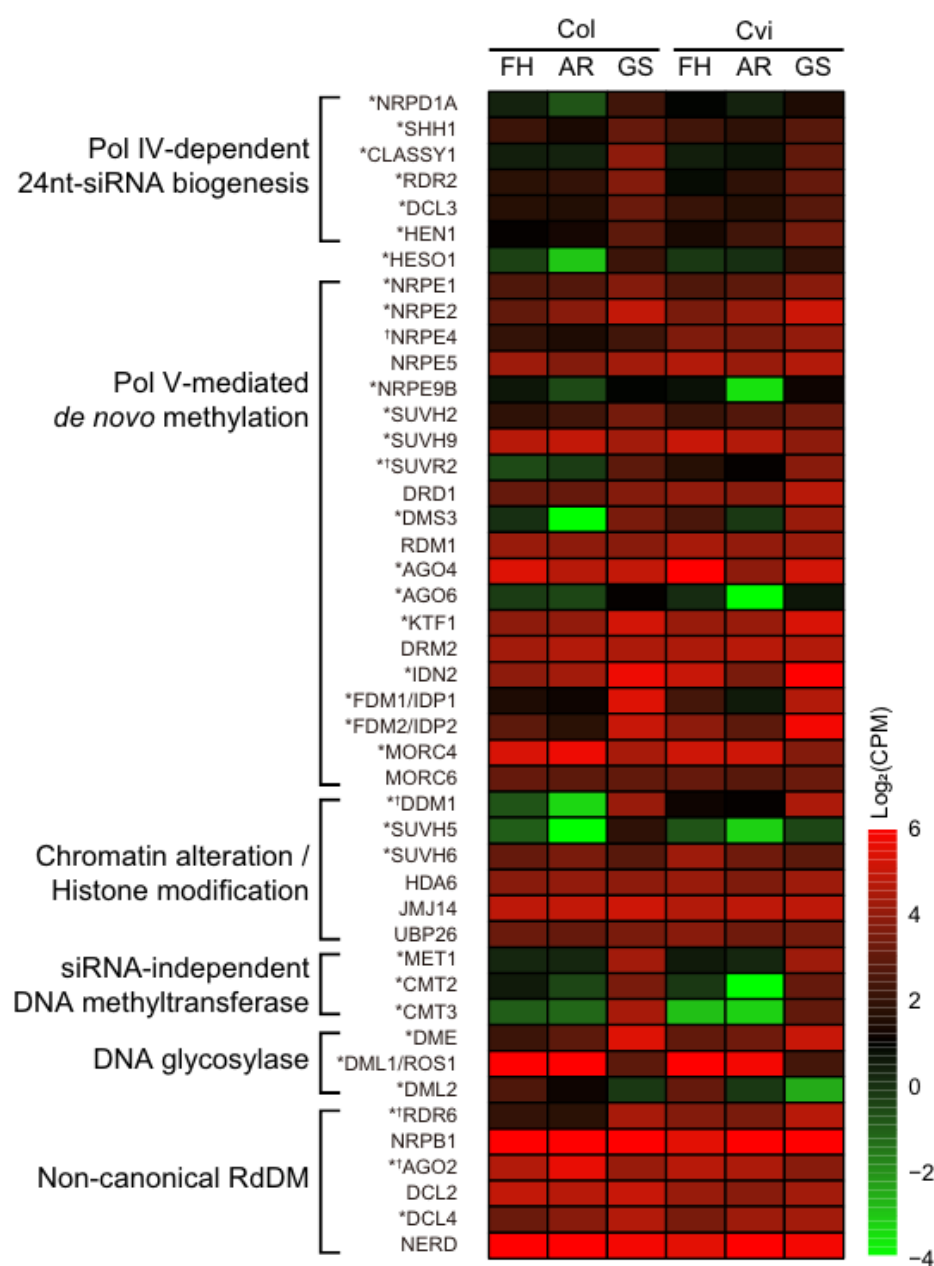 Col Cvi
FH AR GS FH AR GS
Pol IV-dependent
24nt-siRNA biogenesis
*NRPD1A
*SHH1
*CLASSY1
*RDR2
*DCL3
*HEN1
*HESO1
Pol V-mediated
de novo methylation
*NRPE1
*NRPE2
†NRPE4
NRPE5
*NRPE9B
*SUVH2
*SUVH9
*†SUVR2
DRD1
*DMS3
RDM1
*AGO4
*AGO6
*KTF1
DRM2
*IDN2
*FDM1/IDP1
*FDM2/IDP2
*MORC4
MORC6
Chromatin alteration /
Histone modification
*†DDM1
*SUVH5
*SUVH6
HDA6
JMJ14
UBP26
siRNA-independent
DNA methyltransferase
*MET1
*CMT2
*CMT3
DNA glycosylase
*DME
*DML1/ROS1
*DML2
Non-canonical RdDM
*†RDR6
NRPB1
*†AGO2
DCL2
*DCL4
NERD
Log₂(CPM)
6
4
2
0
−2
−4